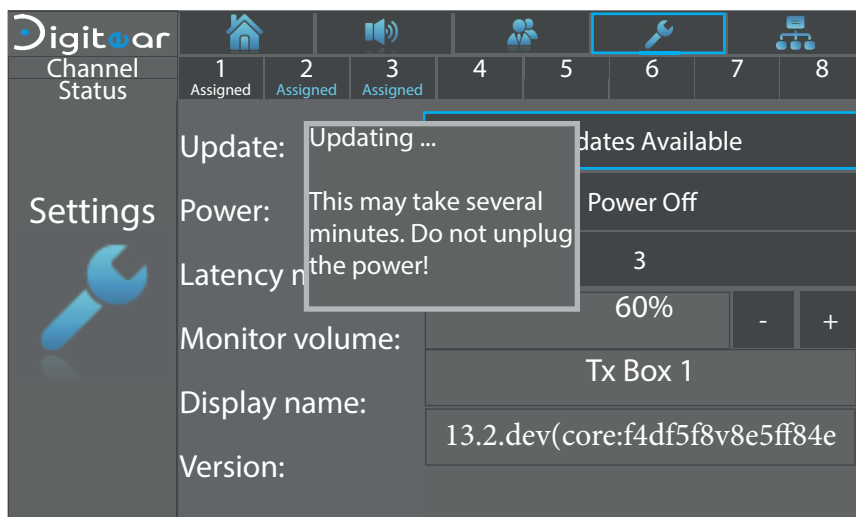 Digitear
Channel
Status
1 2 3 4 5 6 7 8
Assigned Assigned Assigned
Settings
Update:
dates Available
Power:
Power Off
Latency
3
Monitor volume:
60% - +
Display name:
Tx Box 1
Version:
13.2.dev(core:f4df5f8v8e5ff84e
Updating ...
This may take several
minutes. Do not unplug
the power!